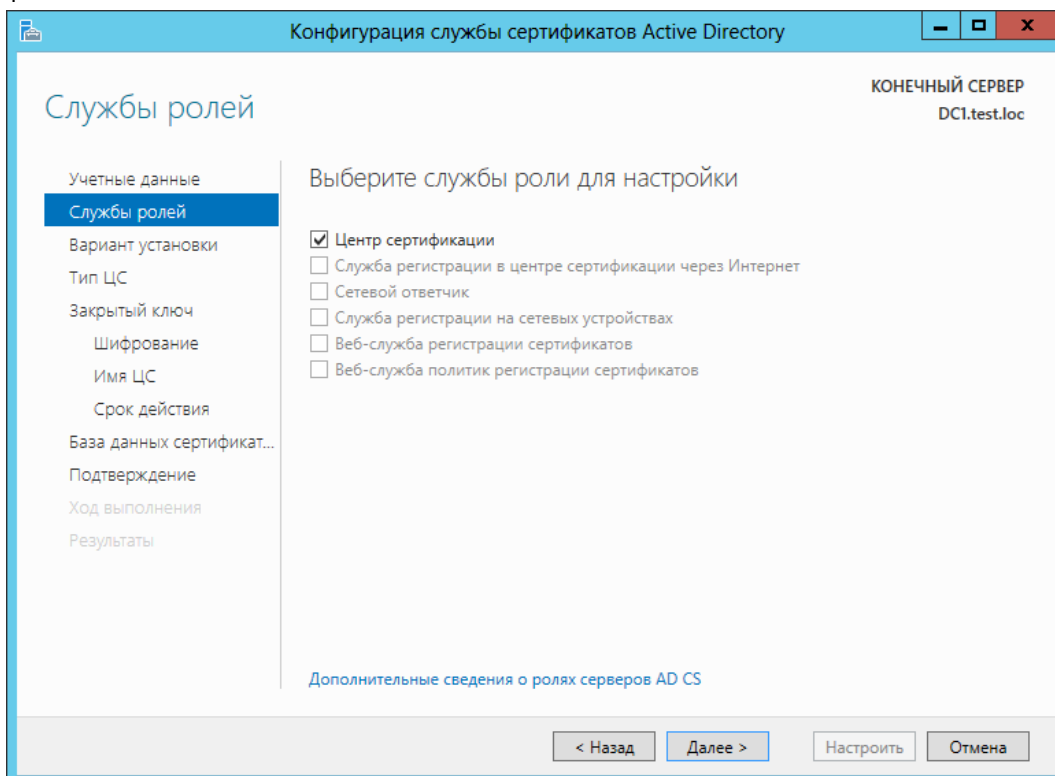 Конфигурация службы сертификатов Active Directory
Службы ролей
КОНЕЧНЫЙ СЕРВЕР
DC1.test.loc
Учетные данные
Службы ролей
Вариант установки
Тип ЦС
Закрытый ключ
Шифрование
Имя ЦС
Срок действия
База данных сертификат...
Подтверждение
Ход выполнения
Результаты
Выберите службы роли для настройки
Центр сертификации
Служба регистрации в центре сертификации через Интернет
Сетевой ответчик
Служба регистрации на сетевых устройствах
Веб-служба регистрации сертификатов
Веб-служба политик регистрации сертификатов
Дополнительные сведения о ролях серверов AD CS
< Назад
Далее >
Настроить
Отмена